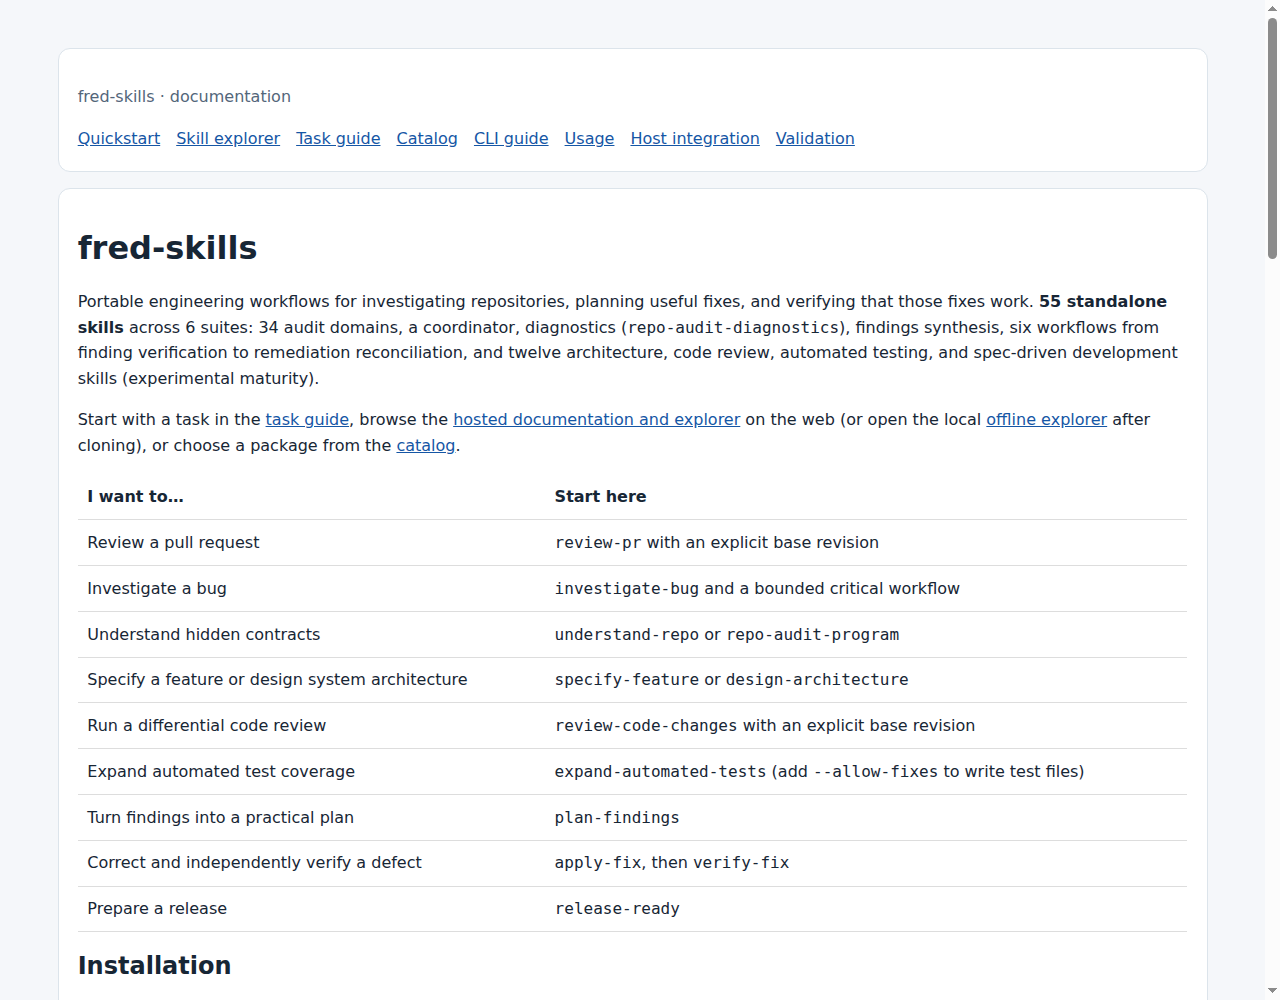 fred-skills · documentation
Quickstart Skill explorer Task guide Catalog CLI guide Usage Host integration Validation
fred-skills
Portable engineering workflows for investigating repositories, planning useful fixes, and verifying that those fixes work. 55 standalone
skills across 6 suites: 34 audit domains, a coordinator, diagnostics (repo-audit-diagnostics), findings synthesis, six workflows from
finding verification to remediation reconciliation, and twelve architecture, code review, automated testing, and spec-driven development
skills (experimental maturity).
Start with a task in the task guide, browse the hosted documentation and explorer on the web (or open the local offline explorer after
cloning), or choose a package from the catalog.
I want to… Start here
Review a pull request review-pr with an explicit base revision
Investigate a bug investigate-bug and a bounded critical workflow
Understand hidden contracts understand-repo or repo-audit-program
Specify a feature or design system architecture specify-feature or design-architecture
Run a differential code review review-code-changes with an explicit base revision
Expand automated test coverage expand-automated-tests (add --allow-fixes to write test files)
Turn findings into a practical plan plan-findings
Correct and independently verify a defect apply-fix, then verify-fix
Prepare a release release-ready
Installation